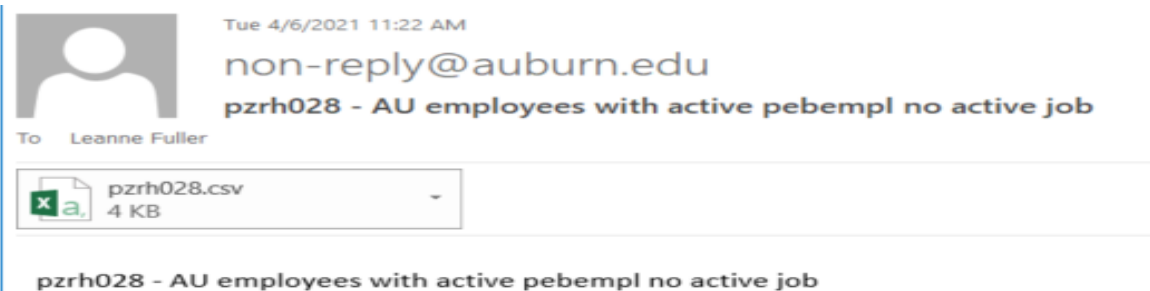 Tue 4/6/2021 11:22 AM
non-reply@auburn.edu
pzrh028 - AU employees with active pebempl no active job
To Leanne Fuller
pzrh028.csv
4 KB
pzrh028 - AU employees with active pebempl no active job